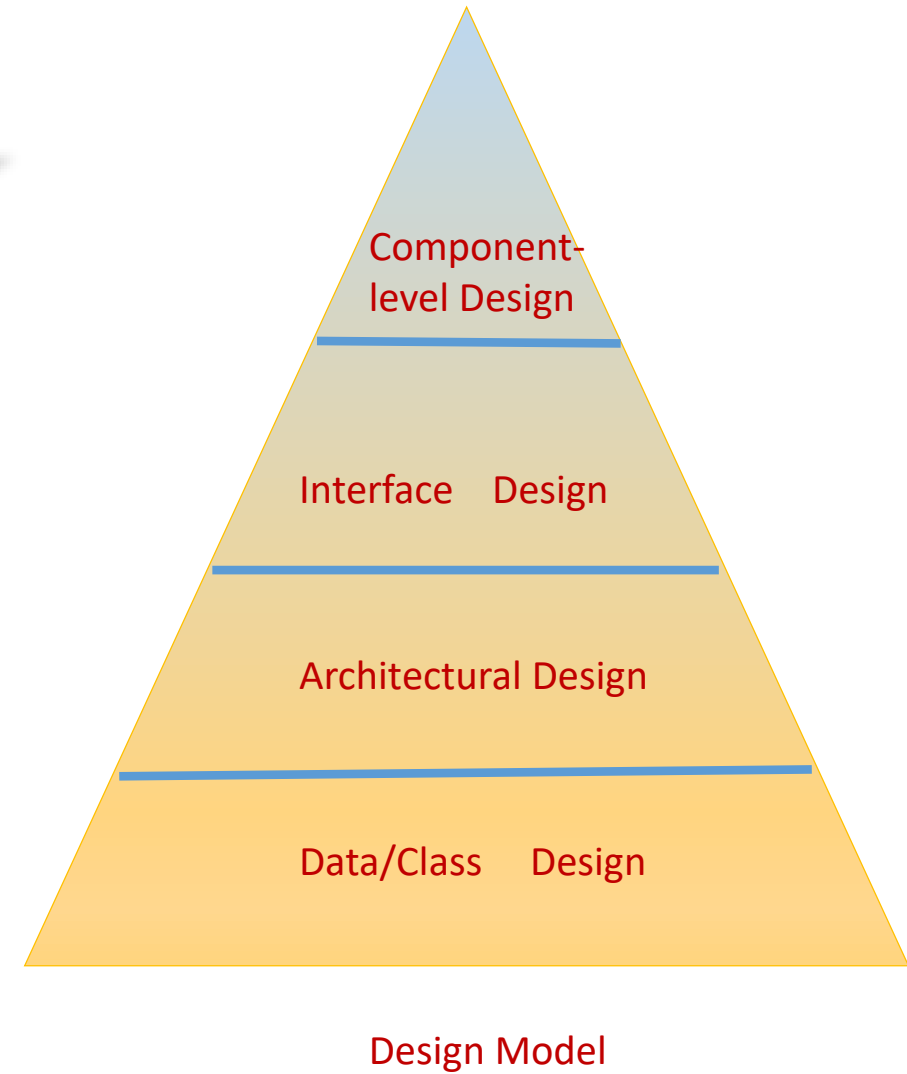 Component-
level Design
Interface Design
Architectural Design
Data/Class Design
Design Model